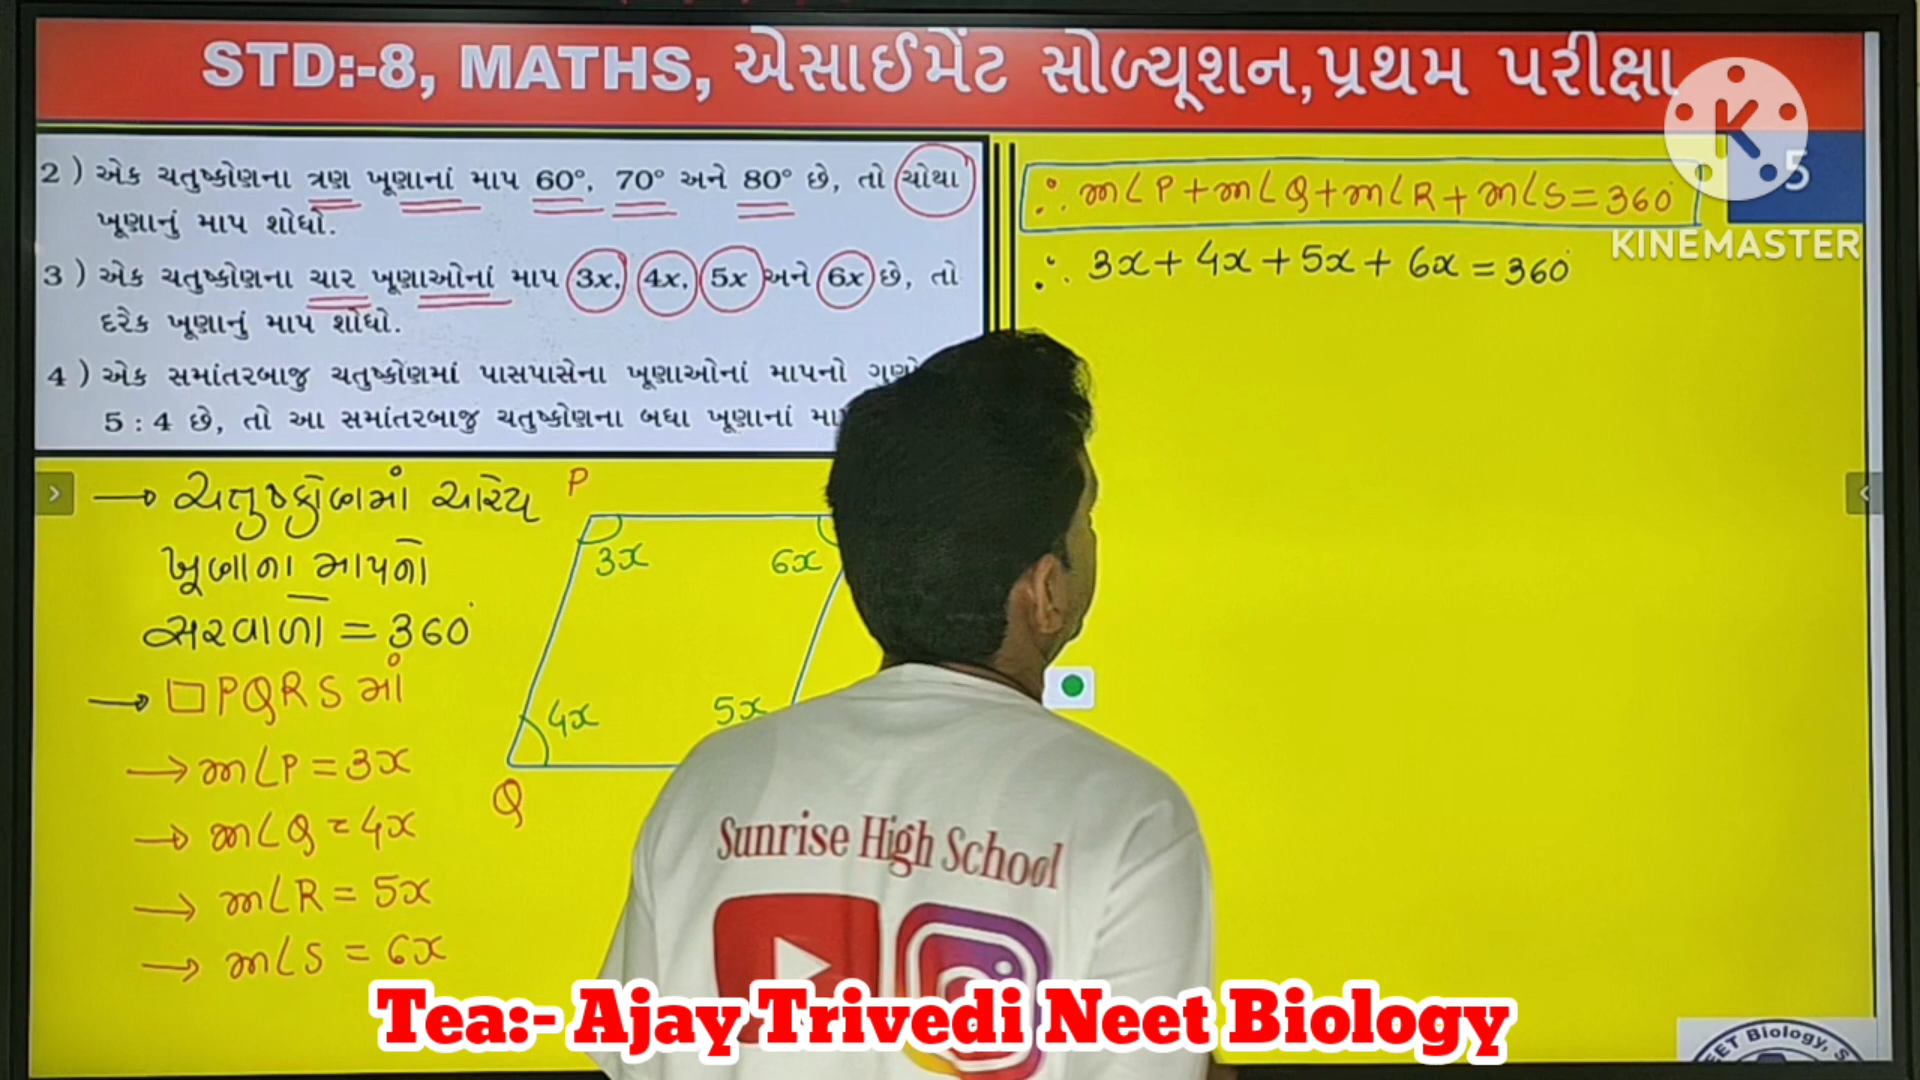 STD:-8, MATHS, એસાઈમેંટ સોળ્યૂશન,પ્રથમ પરીક્ષા
5
KINEMASTER
2 ) એક ચતુષ્કોણના ત્રણ ખૂણાનાં માપ 60°, 70° અને 80° છે, તો ચોથા
ખૂણાનું માપ શોધો.
3 ) એક ચતુષ્કોણના ચાર ખૂણાઓનાં માપ 3x, 4x, 5x અને 6x છે, તો
દરેક ખૂણાનું માપ શોધો.
4 ) એક સમાંતરબાજુ ચતુષ્કોણમાં પાસપાસેના ખૂણાઓનાં માપનો
5 : 4 છે, તો આ સમાંતરબાજુ ચતુષ્કોણના બધા ખૂણાનાં
∴ m∠P+m∠Q+m∠R+m∠S=360°
∴ 3x+4x+5x+6x=360°
→ ચતુષ્કોણમાં ચારેય
ખૂણાના માપનો
સરવાળો = 360°
→ □PQRS માં
→ m∠P = 3x
→ m∠Q = 4x
→ m∠R = 5x
→ m∠S = 6x
P
3x
6x
4x
5x
Q
Sunrise High School
Tea:- Ajay Trivedi Neet Biology
Biology,